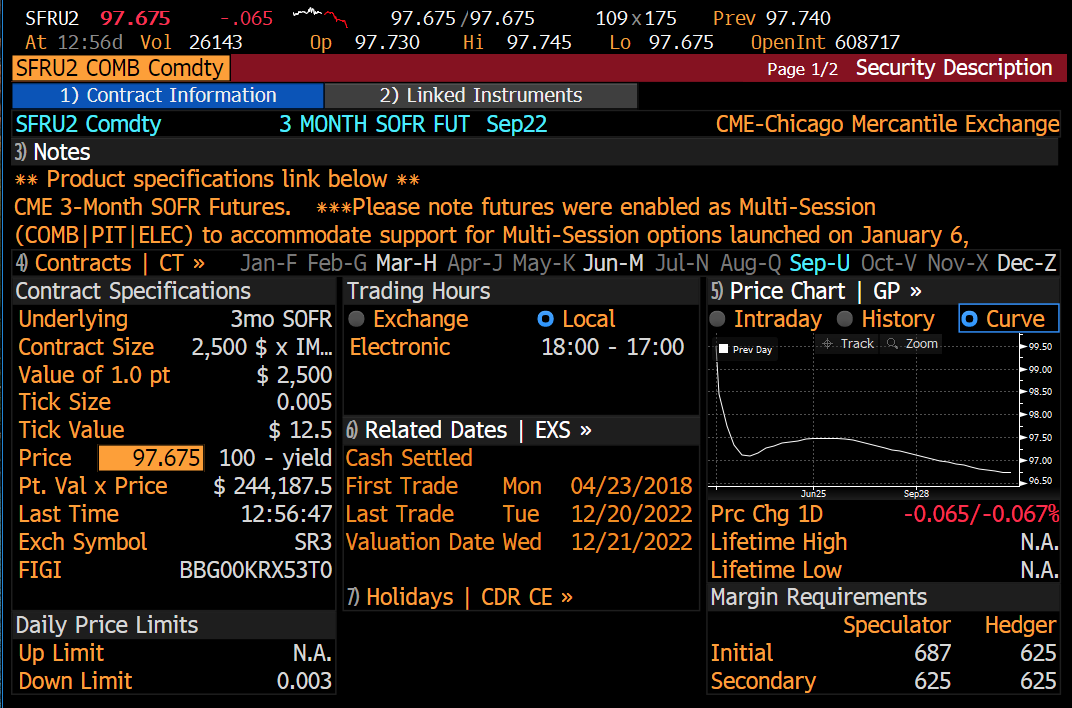 SFRU2 97.675 -.065 97.675/97.675 109x175 Prev 97.740
At 12:56d Vol 26143 Op 97.730 Hi 97.745 Lo 97.675 OpenInt 608717
SFRU2 COMB Comdty Page 1/2 Security Description
1) Contract Information 2) Linked Instruments
SFRU2 Comdty 3 MONTH SOFR FUT Sep22 CME-Chicago Mercantile Exchange
3) Notes
** Product specifications link below **
CME 3-Month SOFR Futures. ***Please note futures were enabled as Multi-Session
(COMB|PIT|ELEC) to accommodate support for Multi-Session options launched on January 6,
4) Contracts | CT » Jan-F Feb-G Mar-H Apr-J May-K Jun-M Jul-N Aug-Q Sep-U Oct-V Nov-X Dec-Z
Contract Specifications
Underlying 3mo SOFR
Contract Size 2,500 $ x IM...
Value of 1.0 pt $ 2,500
Tick Size 0.005
Tick Value $ 12.5
Price 97.675 100 - yield
Pt. Val x Price $ 244,187.5
Last Time 12:56:47
Exch Symbol SR3
FIGI BBG00KRX53T0
Daily Price Limits
Up Limit N.A.
Down Limit 0.003
Trading Hours
Exchange Local
Electronic 18:00 - 17:00
6) Related Dates | EXS »
Cash Settled
First Trade Mon 04/23/2018
Last Trade Tue 12/20/2022
Valuation Date Wed 12/21/2022
7) Holidays | CDR CE »
5) Price Chart | GP »
Intraday History Curve
Prev Day Track Zoom
99.50
99.00
98.50
98.00
97.50
97.00
96.50
Jun25 Sep28
Prc Chg 1D -0.065/-0.067%
Lifetime High N.A.
Lifetime Low N.A.
Margin Requirements
Speculator Hedger
Initial 687 625
Secondary 625 625